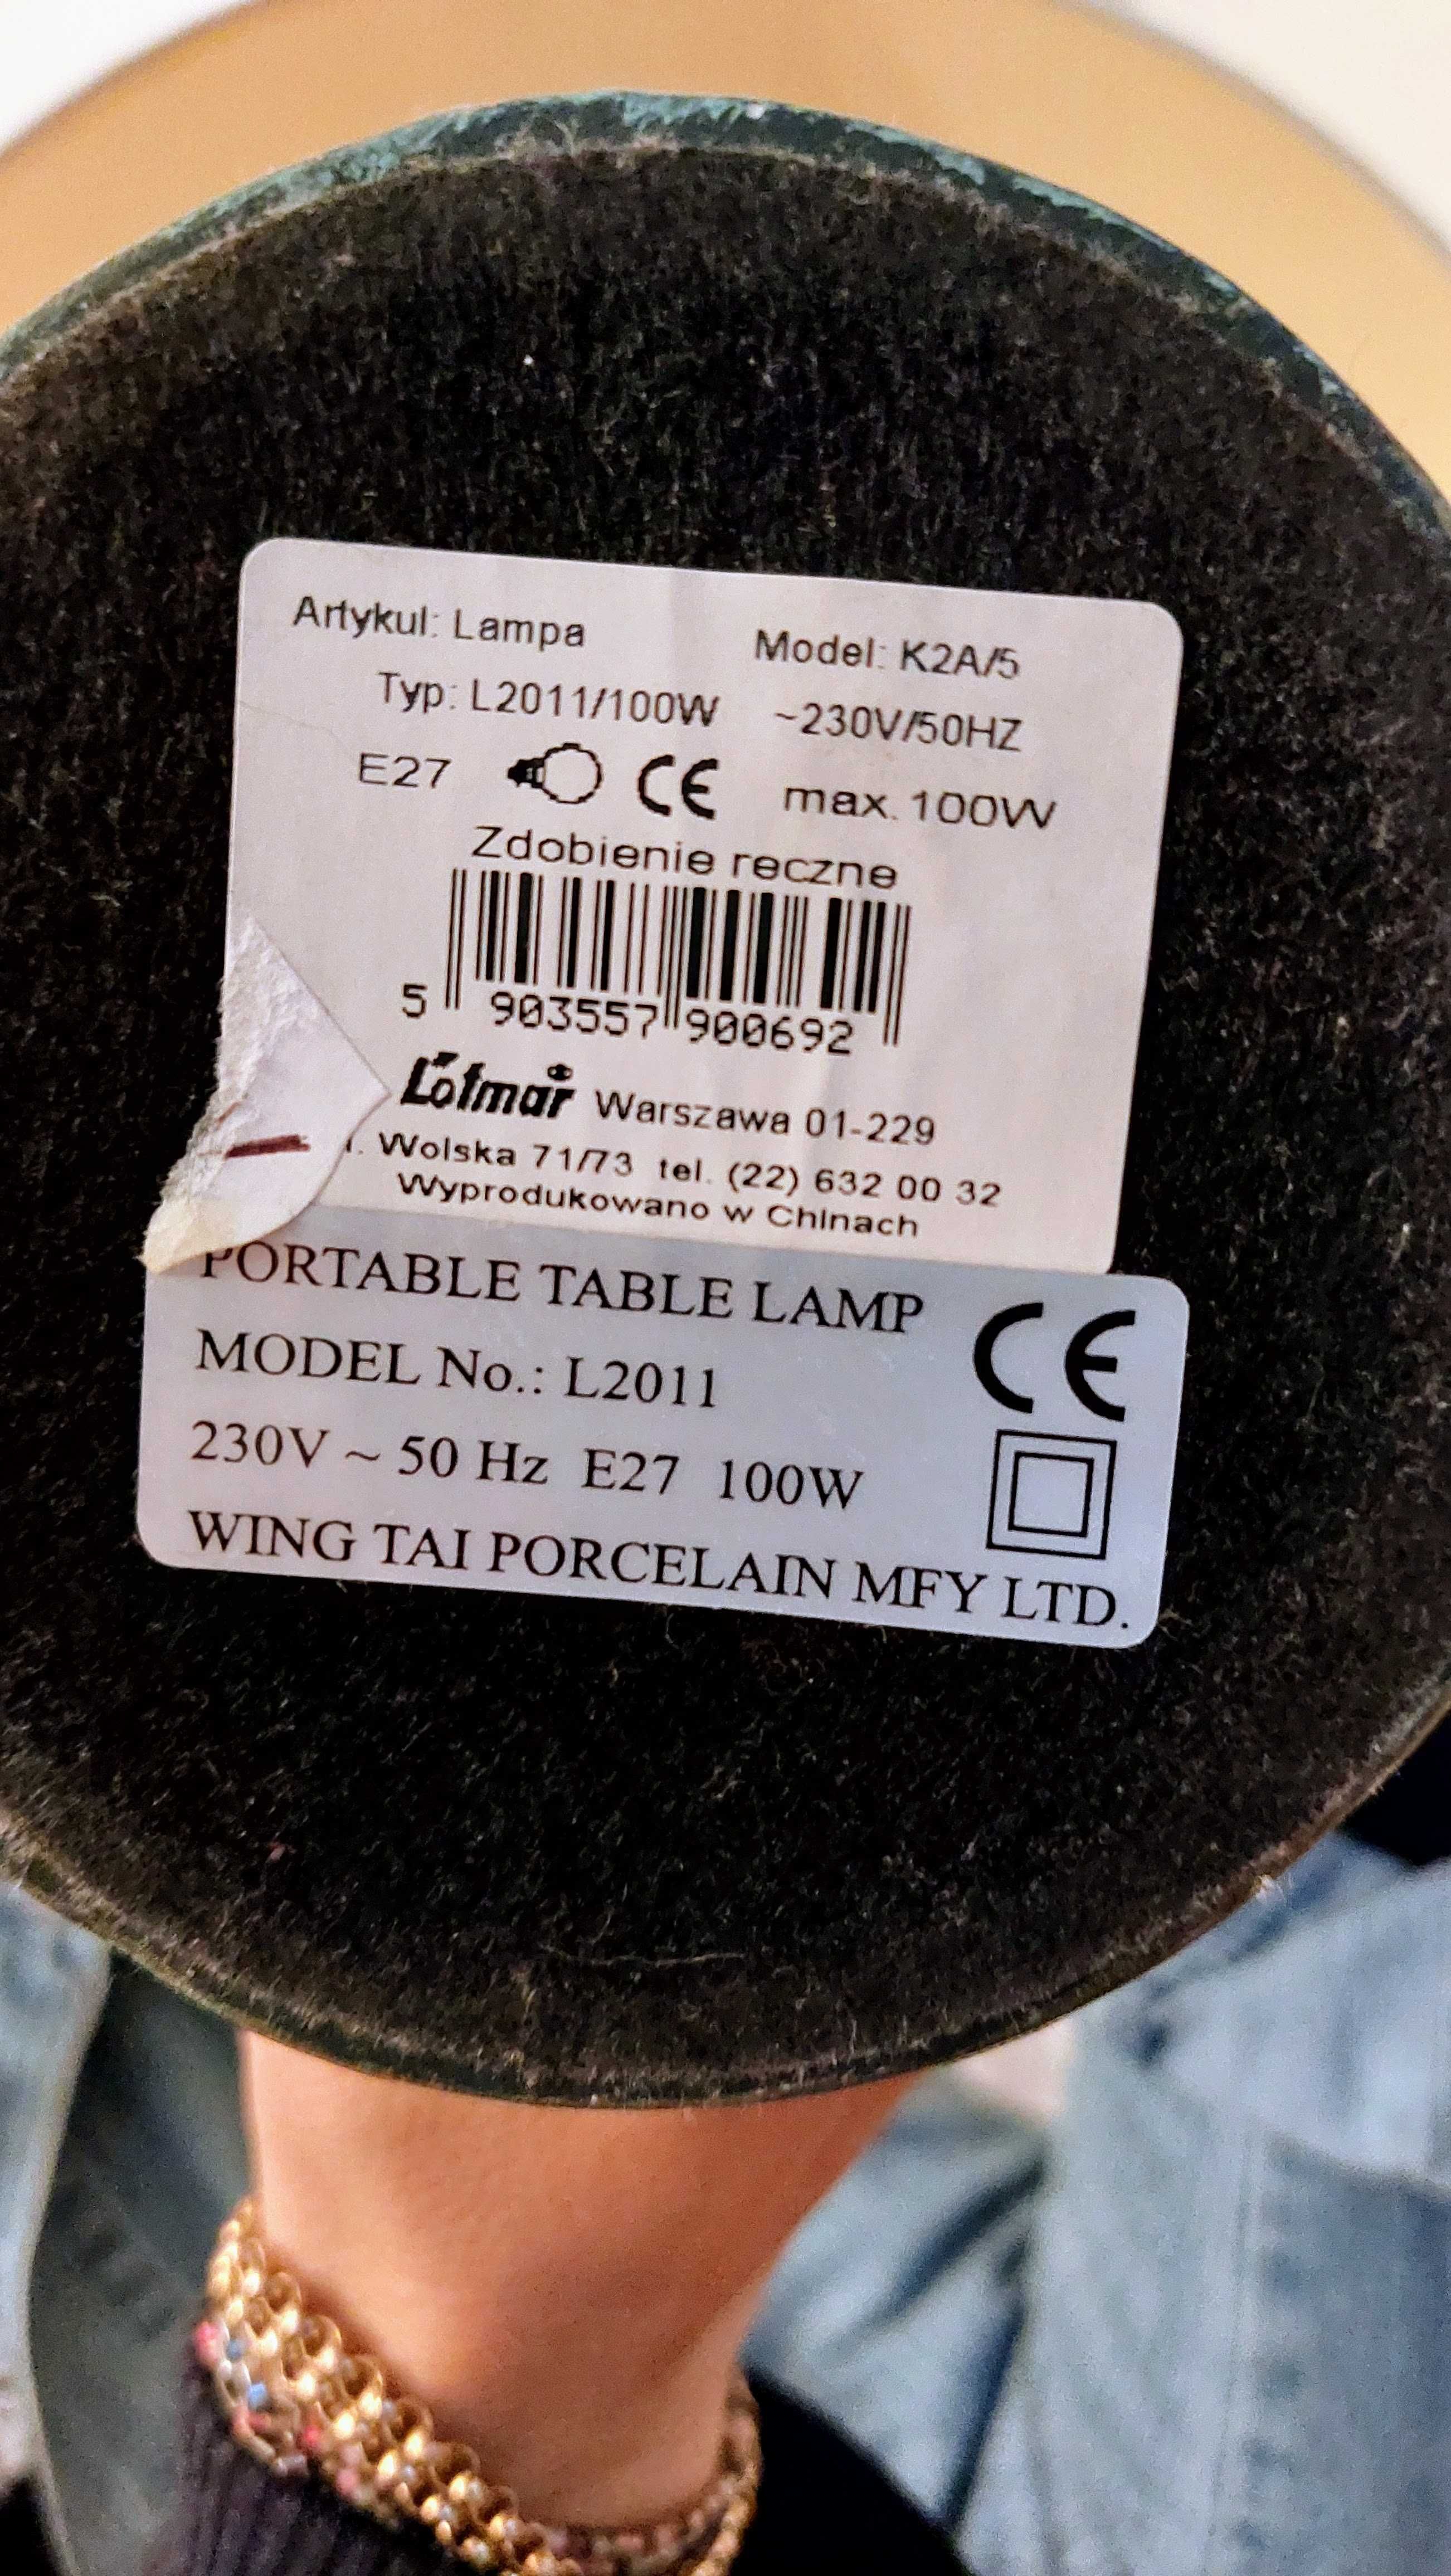 Artykul: Lampa Model: K2A/5
Typ: L2011/100W ~230V/50HZ
E27 CE max. 100W
Zdobienie reczne
5 903557 900692
Lotmar Warszawa 01-229
Wolska 71/73 tel. (22) 632 00 32
Wyprodukowano w Chinach
PORTABLE TABLE LAMP CE
MODEL No.: L2011
230V ~ 50 Hz E27 100W
WING TAI PORCELAIN MFY LTD.